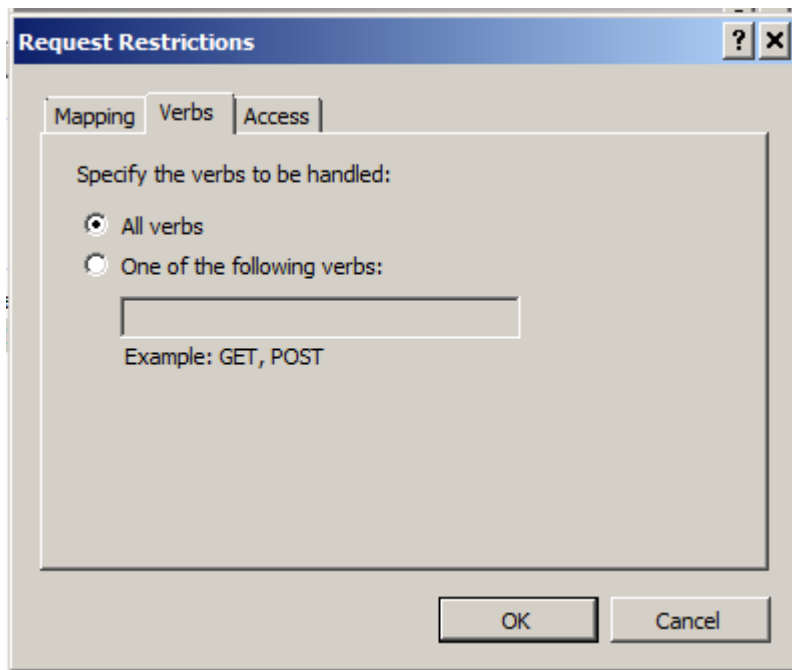 Request Restrictions
Mapping Verbs Access
Specify the verbs to be handled:
All verbs
One of the following verbs:
Example: GET, POST
OK Cancel